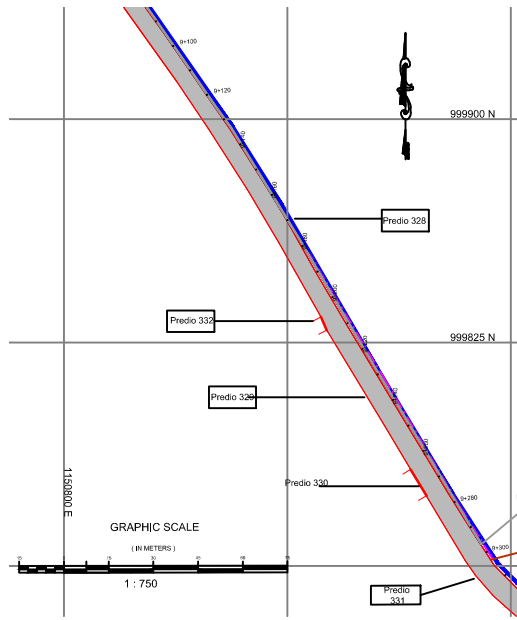 9+100
9+120
999900 N
Predio 328
Predio 332
999825 N
Predio 329
Predio 330
9+280
1150800 E
GRAPHIC SCALE
( IN METERS )
9+300
15
15
30
45
60
75
1 : 750
Predio
331